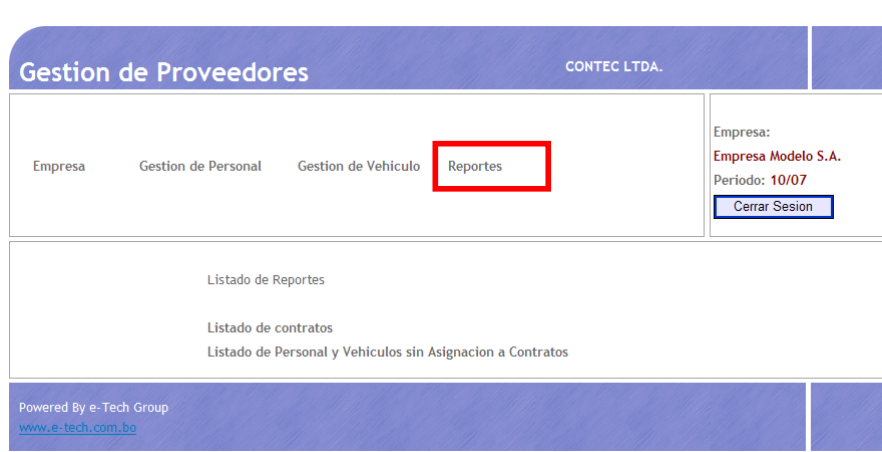 Gestion de Proveedores
CONTEC LTDA.
Empresa
Gestion de Personal
Gestion de Vehiculo
Reportes
Empresa:
Empresa Modelo S.A.
Periodo: 10/07
Cerrar Sesion
Listado de Reportes
Listado de contratos
Listado de Personal y Vehiculos sin Asignacion a Contratos
Powered By e-Tech Group
www.e-tech.com.bo